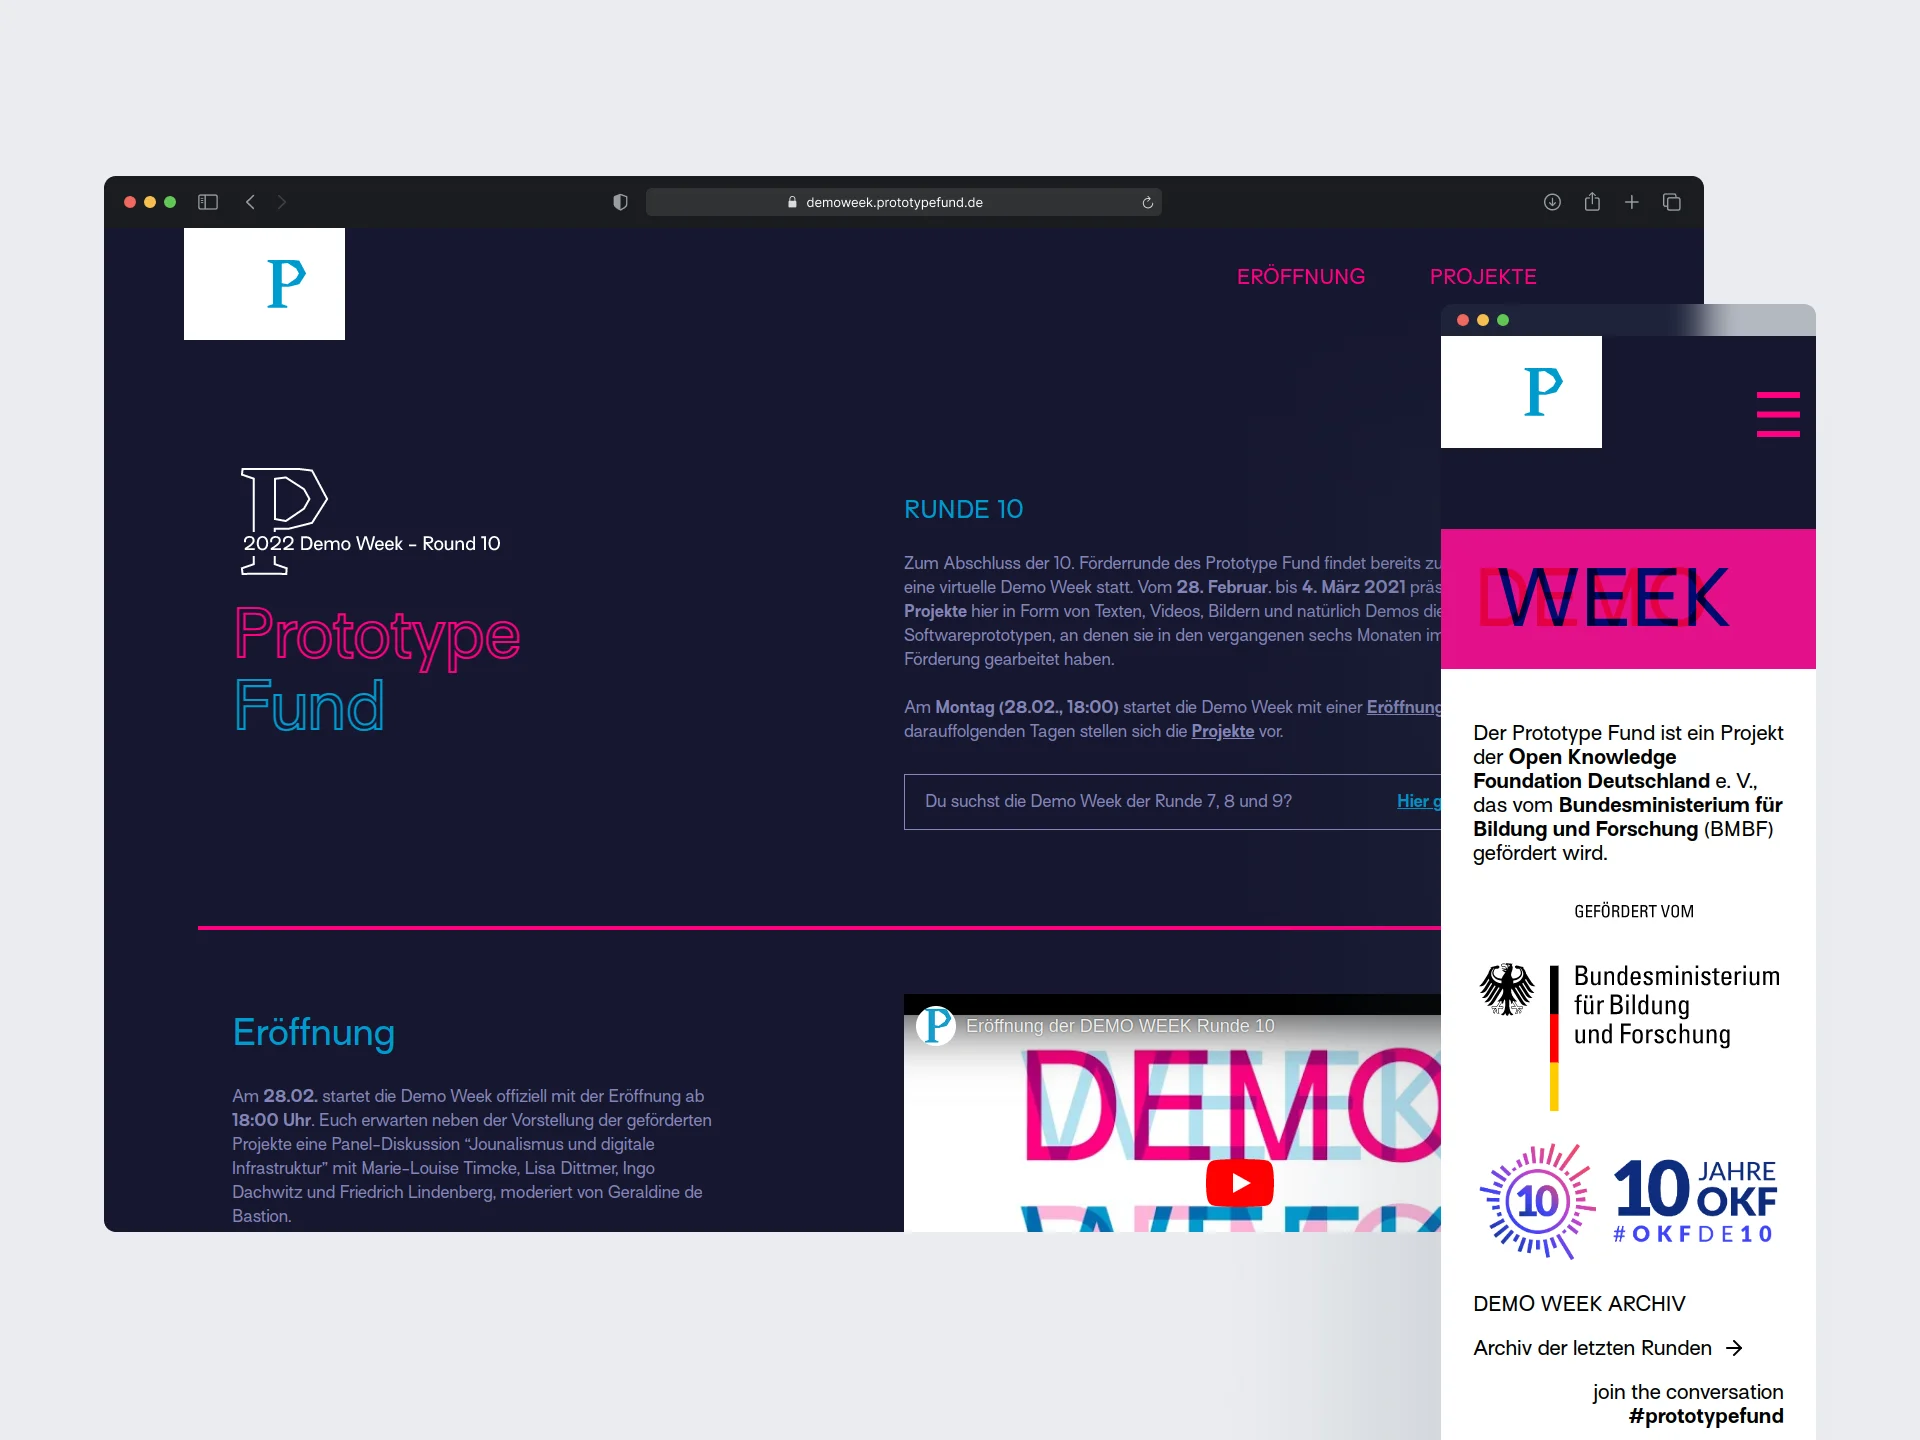 demoweek.prototypefund.de
P
ERÖFFNUNG
PROJEKTE
P
2022 Demo Week - Round 10
Prototype
Fund
RUNDE 10
Zum Abschluss der 10. Förderrunde des Prototype Fund findet bereits zu
eine virtuelle Demo Week statt. Vom 28. Februar. bis 4. März 2021 präs
Projekte hier in Form von Texten, Videos, Bildern und natürlich Demos die
Softwareprototypen, an denen sie in den vergangenen sechs Monaten im
Förderung gearbeitet haben.
Am Montag (28.02., 18:00) startet die Demo Week mit einer Eröffnung
darauffolgenden Tagen stellen sich die Projekte vor.
Du suchst die Demo Week der Runde 7, 8 und 9?
Hier g
Eröffnung
Am 28.02. startet die Demo Week offiziell mit der Eröffnung ab
18:00 Uhr. Euch erwarten neben der Vorstellung der geförderten
Projekte eine Panel-Diskussion “Jounalismus und digitale
Infrastruktur” mit Marie-Louise Timcke, Lisa Dittmer, Ingo
Dachwitz und Friedrich Lindenberg, moderiert von Geraldine de
Bastion.
P
Eröffnung der DEMO WEEK Runde 10
DEMO
WEEK
P
DEMO
WEEK
Der Prototype Fund ist ein Projekt
der Open Knowledge
Foundation Deutschland e. V.,
das vom Bundesministerium für
Bildung und Forschung (BMBF)
gefördert wird.
GEFÖRDERT VOM
Bundesministerium
für Bildung
und Forschung
10
10 JAHRE
OKF
#OKFDE10
DEMO WEEK ARCHIV
Archiv der letzten Runden →
join the conversation
#prototypefund